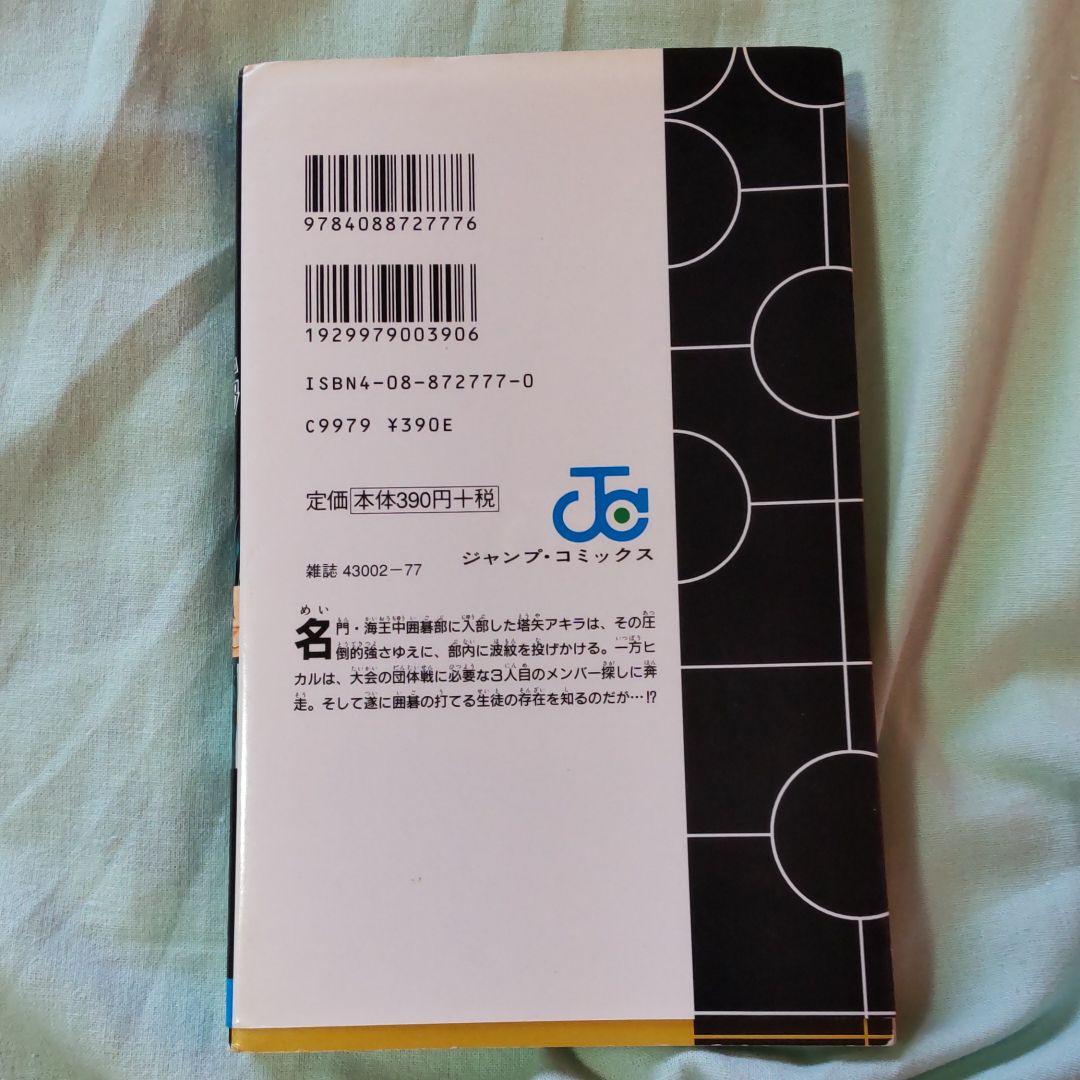 9784088727776
1929979003906
ISBN4-08-872777-0
C9979 ¥390E
定価 本体390円+税
ジャンプ・コミックス
雑誌 43002-77
名門・海王中囲碁部に入部した塔矢アキラは、その圧
倒的強さゆえに、部内に波紋を投げかける。一方ヒ
カルは、大会の団体戦に必要な3人目のメンバー探しに奔
走。そして遂に囲碁の打てる生徒の存在を知るのだが…!?